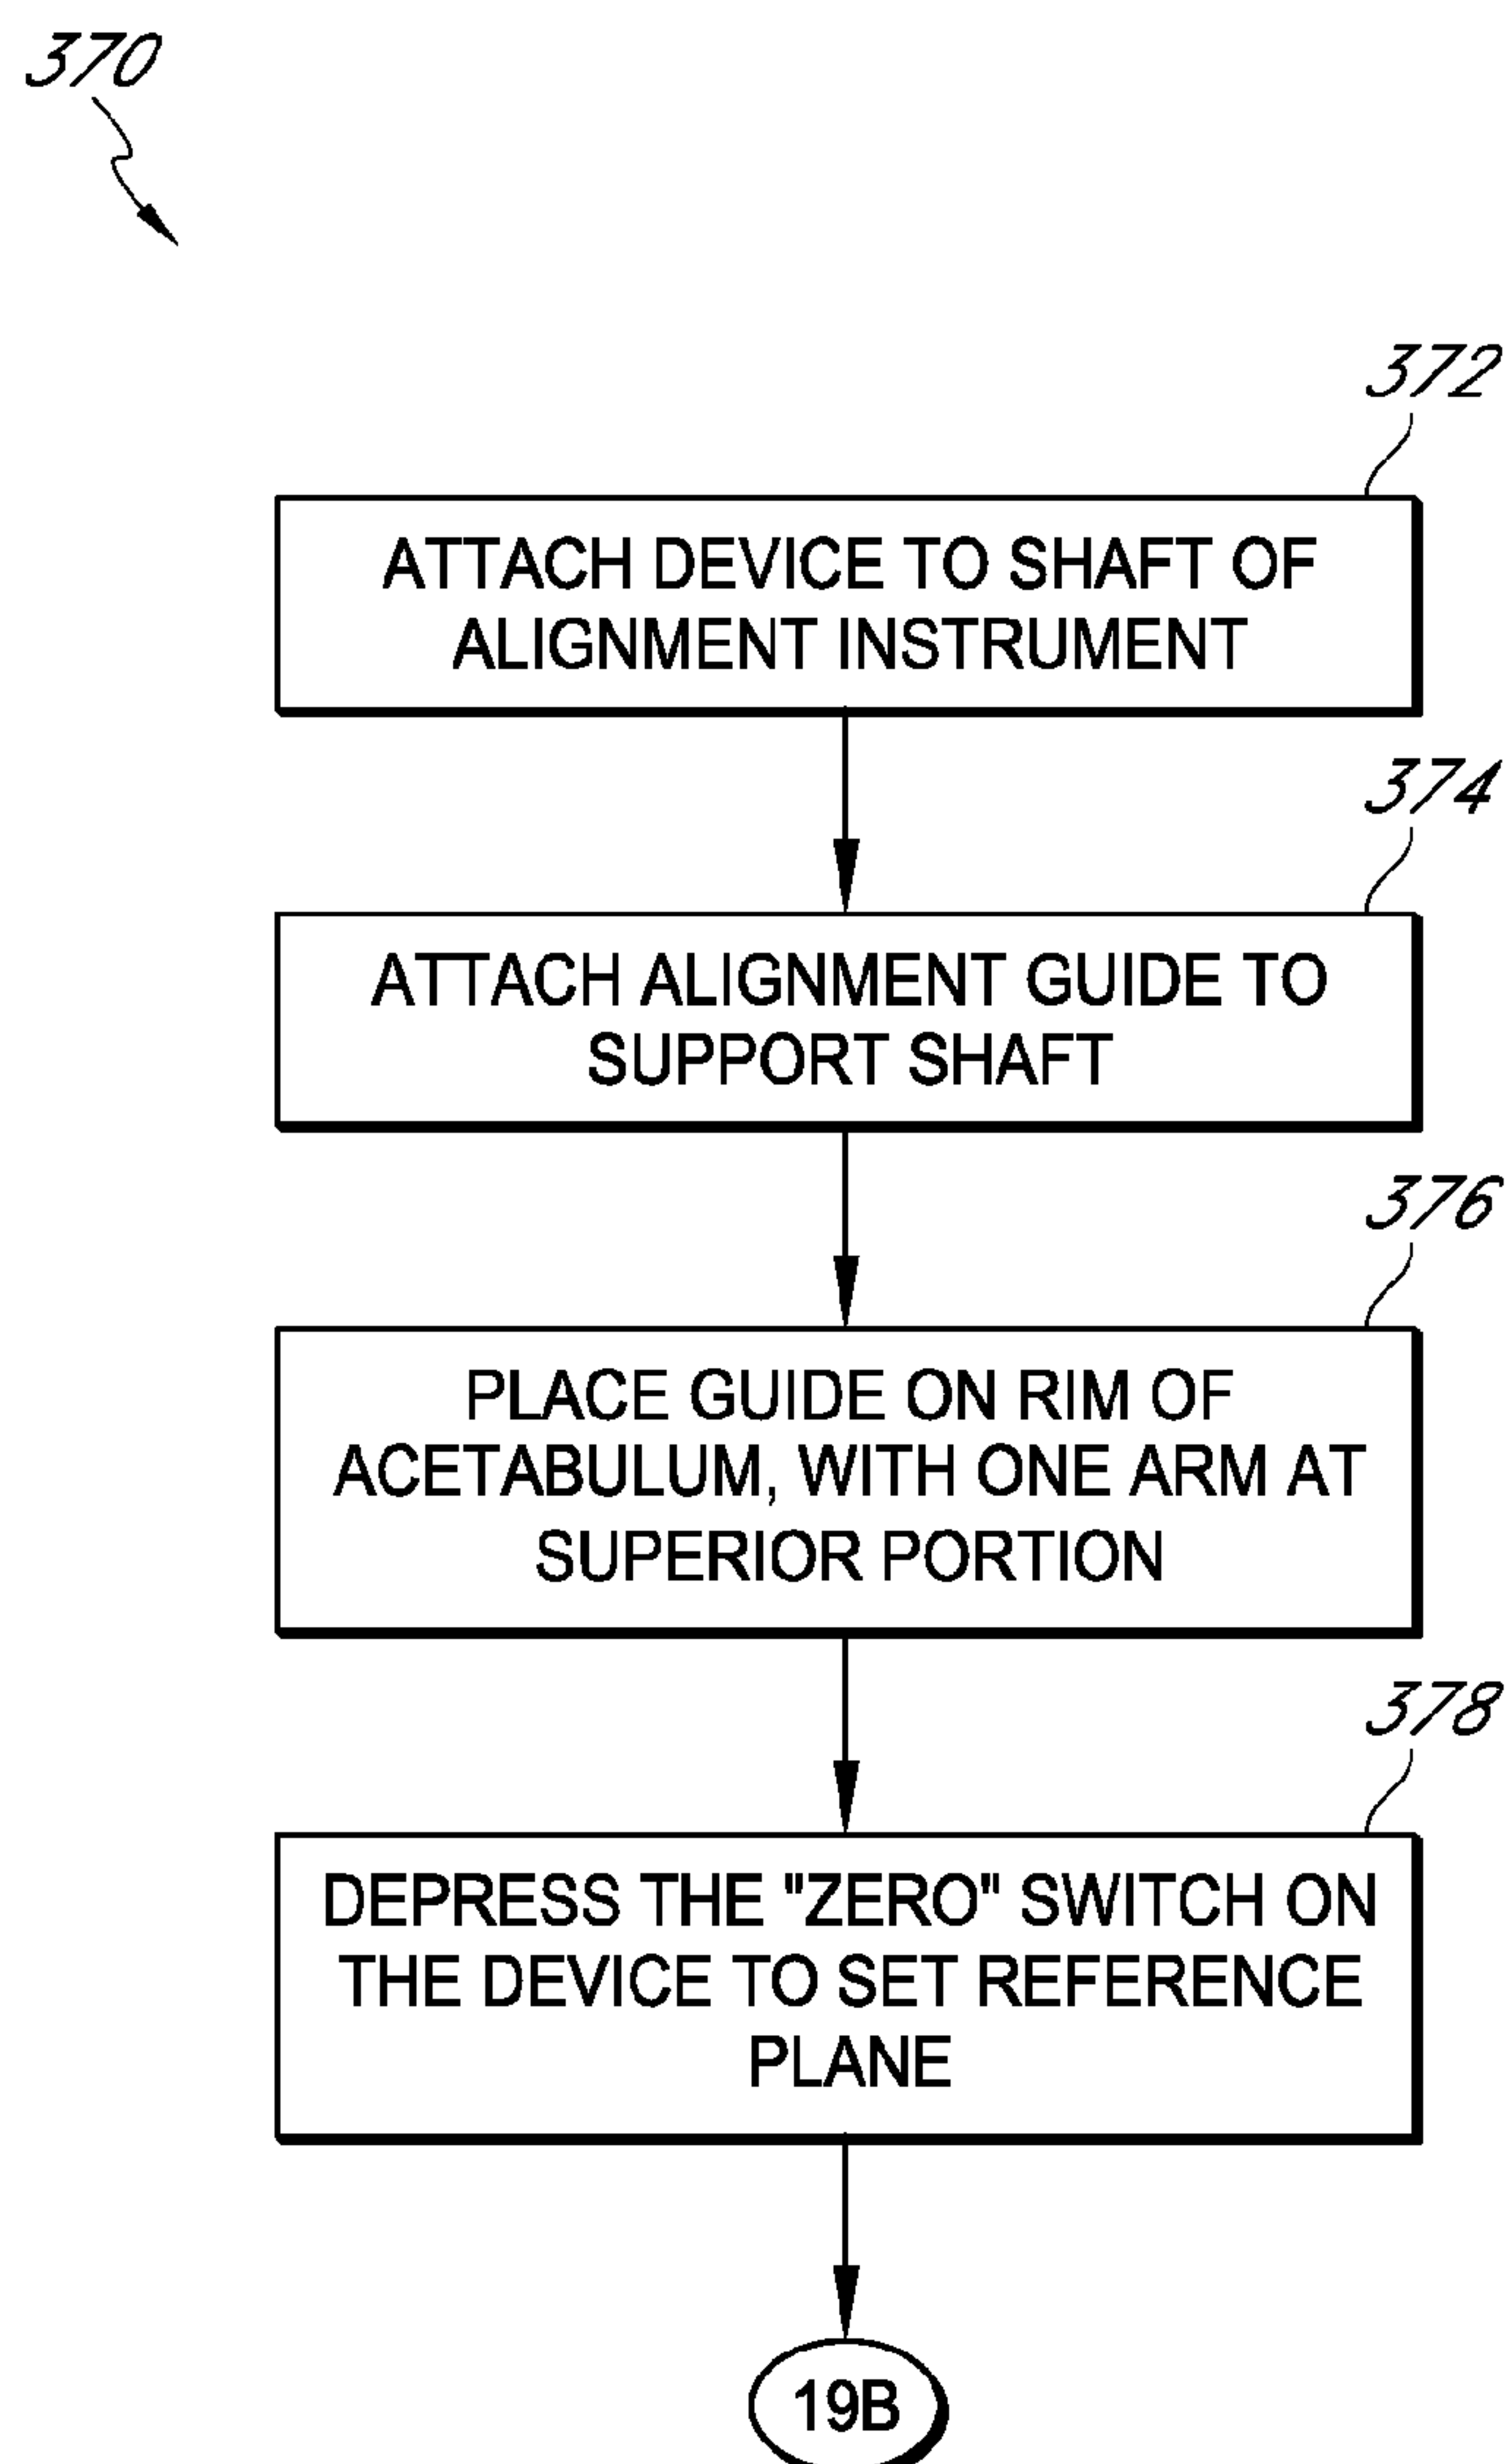 370
372
ATTACH DEVICE TO SHAFT OF
ALIGNMENT INSTRUMENT
374
ATTACH ALIGNMENT GUIDE TO
SUPPORT SHAFT
376
PLACE GUIDE ON RIM OF
ACETABULUM, WITH ONE ARM AT
SUPERIOR PORTION
378
DEPRESS THE "ZERO" SWITCH ON
THE DEVICE TO SET REFERENCE
PLANE
19B